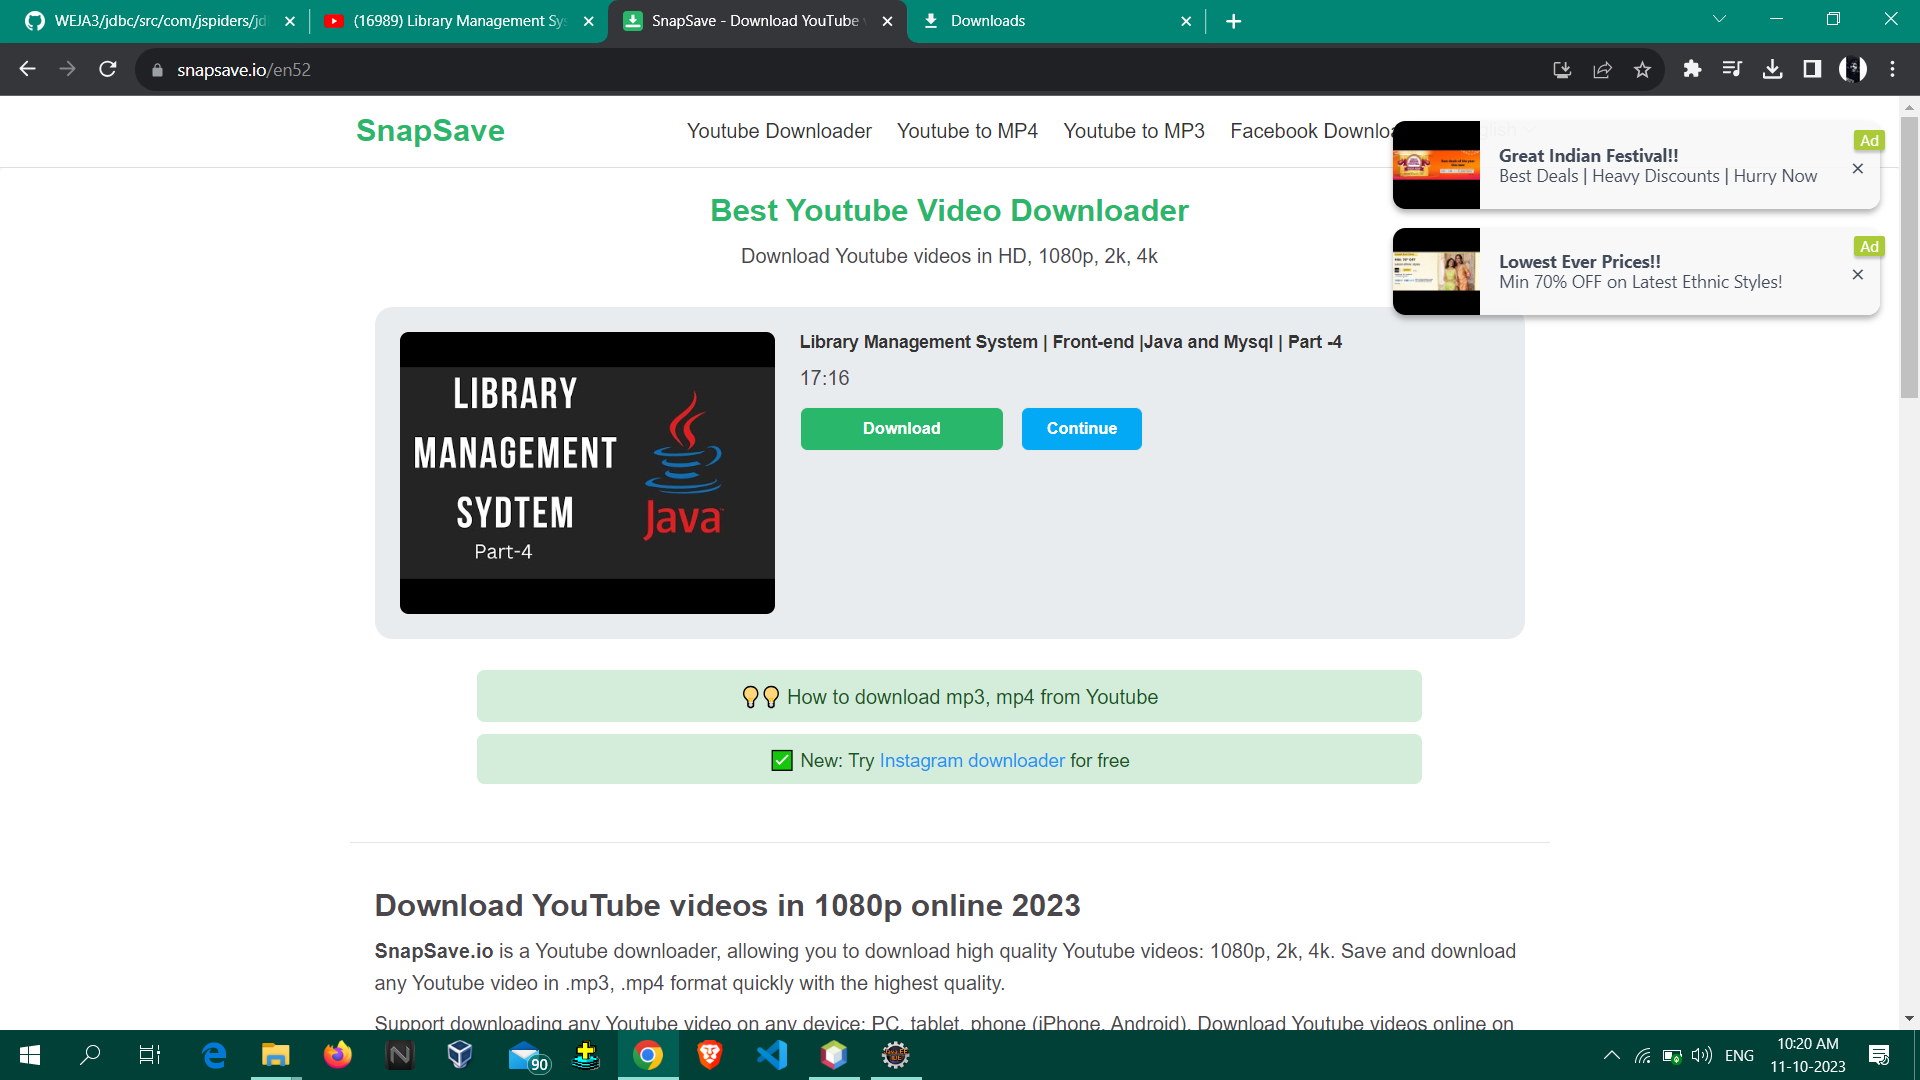 WEJA3/jdbc/src/com/jspiders/jd
(16989) Library Management Sy
SnapSave - Download YouTube
Downloads
snapsave.io/en52
SnapSave
Youtube Downloader
Youtube to MP4
Youtube to MP3
Facebook Downloa
Ad
Great Indian Festival!!
Best Deals | Heavy Discounts | Hurry Now
Best Youtube Video Downloader
Download Youtube videos in HD, 1080p, 2k, 4k
Ad
Lowest Ever Prices!!
Min 70% OFF on Latest Ethnic Styles!
LIBRARY
MANAGEMENT
SYDTEM
Part-4
Java
Library Management System | Front-end |Java and Mysql | Part -4
17:16
Download
Continue
How to download mp3, mp4 from Youtube
New: Try Instagram downloader for free
Download YouTube videos in 1080p online 2023
SnapSave.io is a Youtube downloader, allowing you to download high quality Youtube videos: 1080p, 2k, 4k. Save and download
any Youtube video in .mp3, .mp4 format quickly with the highest quality.
Support downloading any Youtube video on any device: PC, tablet, phone (iPhone, Android). Download Youtube videos online on
90
ENG
10:20 AM
11-10-2023